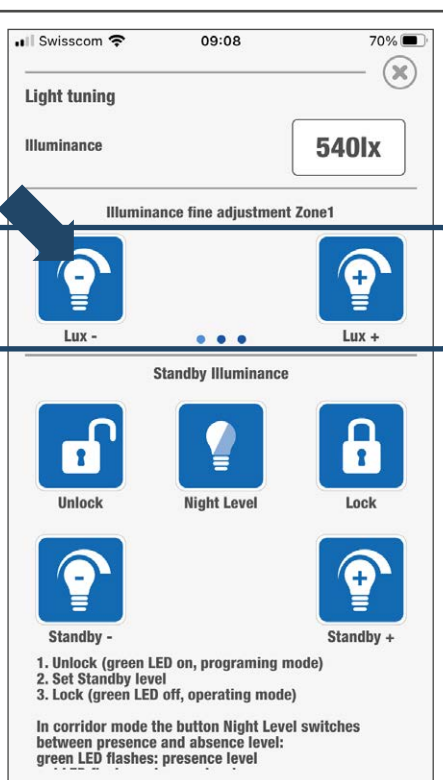 Swisscom 09:08 70%
Light tuning
Illuminance 540lx
Illuminance fine adjustment Zone1
Lux - Lux +
Standby Illuminance
Unlock Night Level Lock
Standby - Standby +
1. Unlock (green LED on, programing mode)
2. Set Standby level
3. Lock (green LED off, operating mode)
In corridor mode the button Night Level switches
between presence and absence level:
green LED flashes: presence level